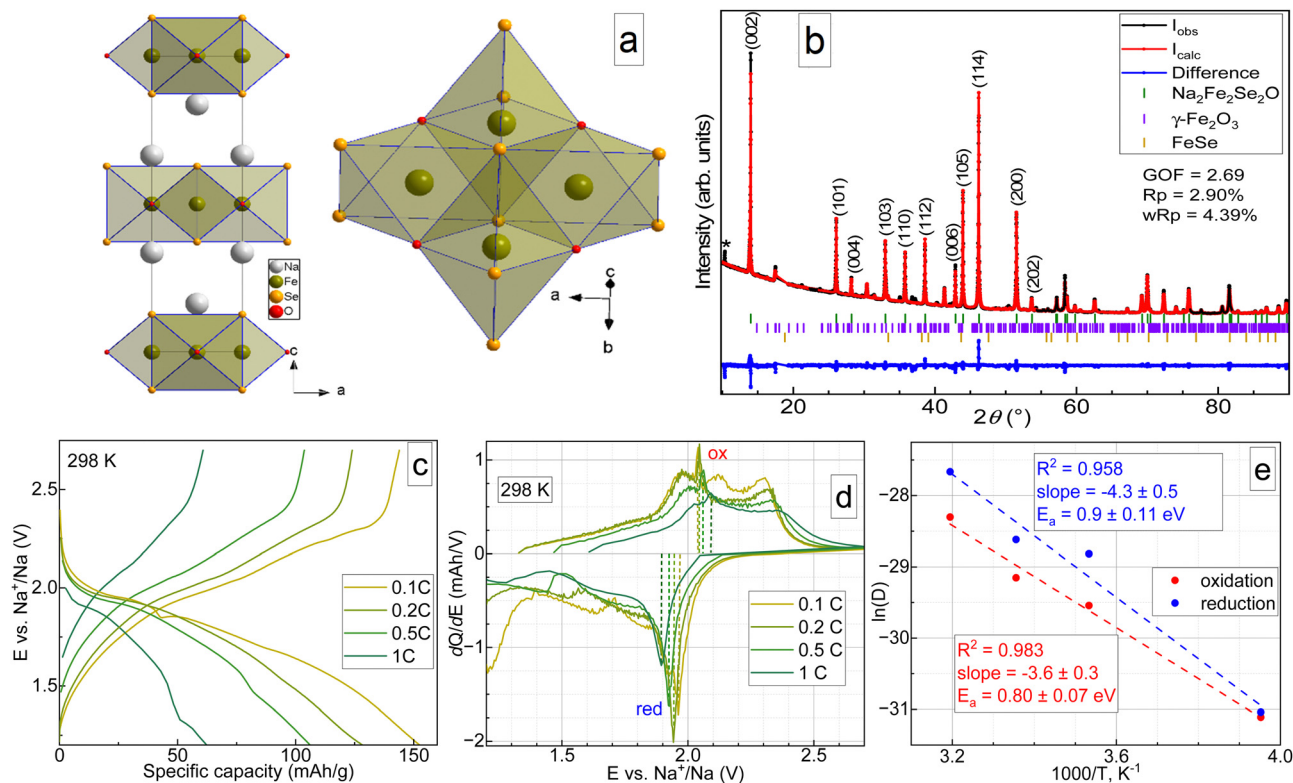 a
c
a
Na
Fe
Se
O
a
c
b
b
Intensity (arb. units)
*
(002)
(101)
(004)
(103)
(110)
(112)
(006)
(105)
(114)
(200)
(202)
I_obs
I_calc
Difference
Na₂Fe₂Se₂O
γ-Fe₂O₃
FeSe
GOF = 2.69
Rp = 2.90%
wRp = 4.39%
20 40 60 80
2θ (°)
c
298 K
E vs. Na⁺/Na (V)
2.5
2.0
1.5
0.1C
0.2C
0.5C
1C
0 50 100 150
Specific capacity (mAh/g)
d
298 K
ox
red
dQ/dE (mAh/V)
1
0
−1
−2
0.1 C
0.2 C
0.5 C
1 C
1.5 2.0 2.5
E vs. Na⁺/Na (V)
e
R² = 0.958
slope = -4.3 ± 0.5
Eₐ = 0.9 ± 0.11 eV
oxidation
reduction
R² = 0.983
slope = -3.6 ± 0.3
Eₐ = 0.80 ± 0.07 eV
ln(D)
−28
−29
−30
−31
3.2 3.6 4.0
1000/T, K⁻¹